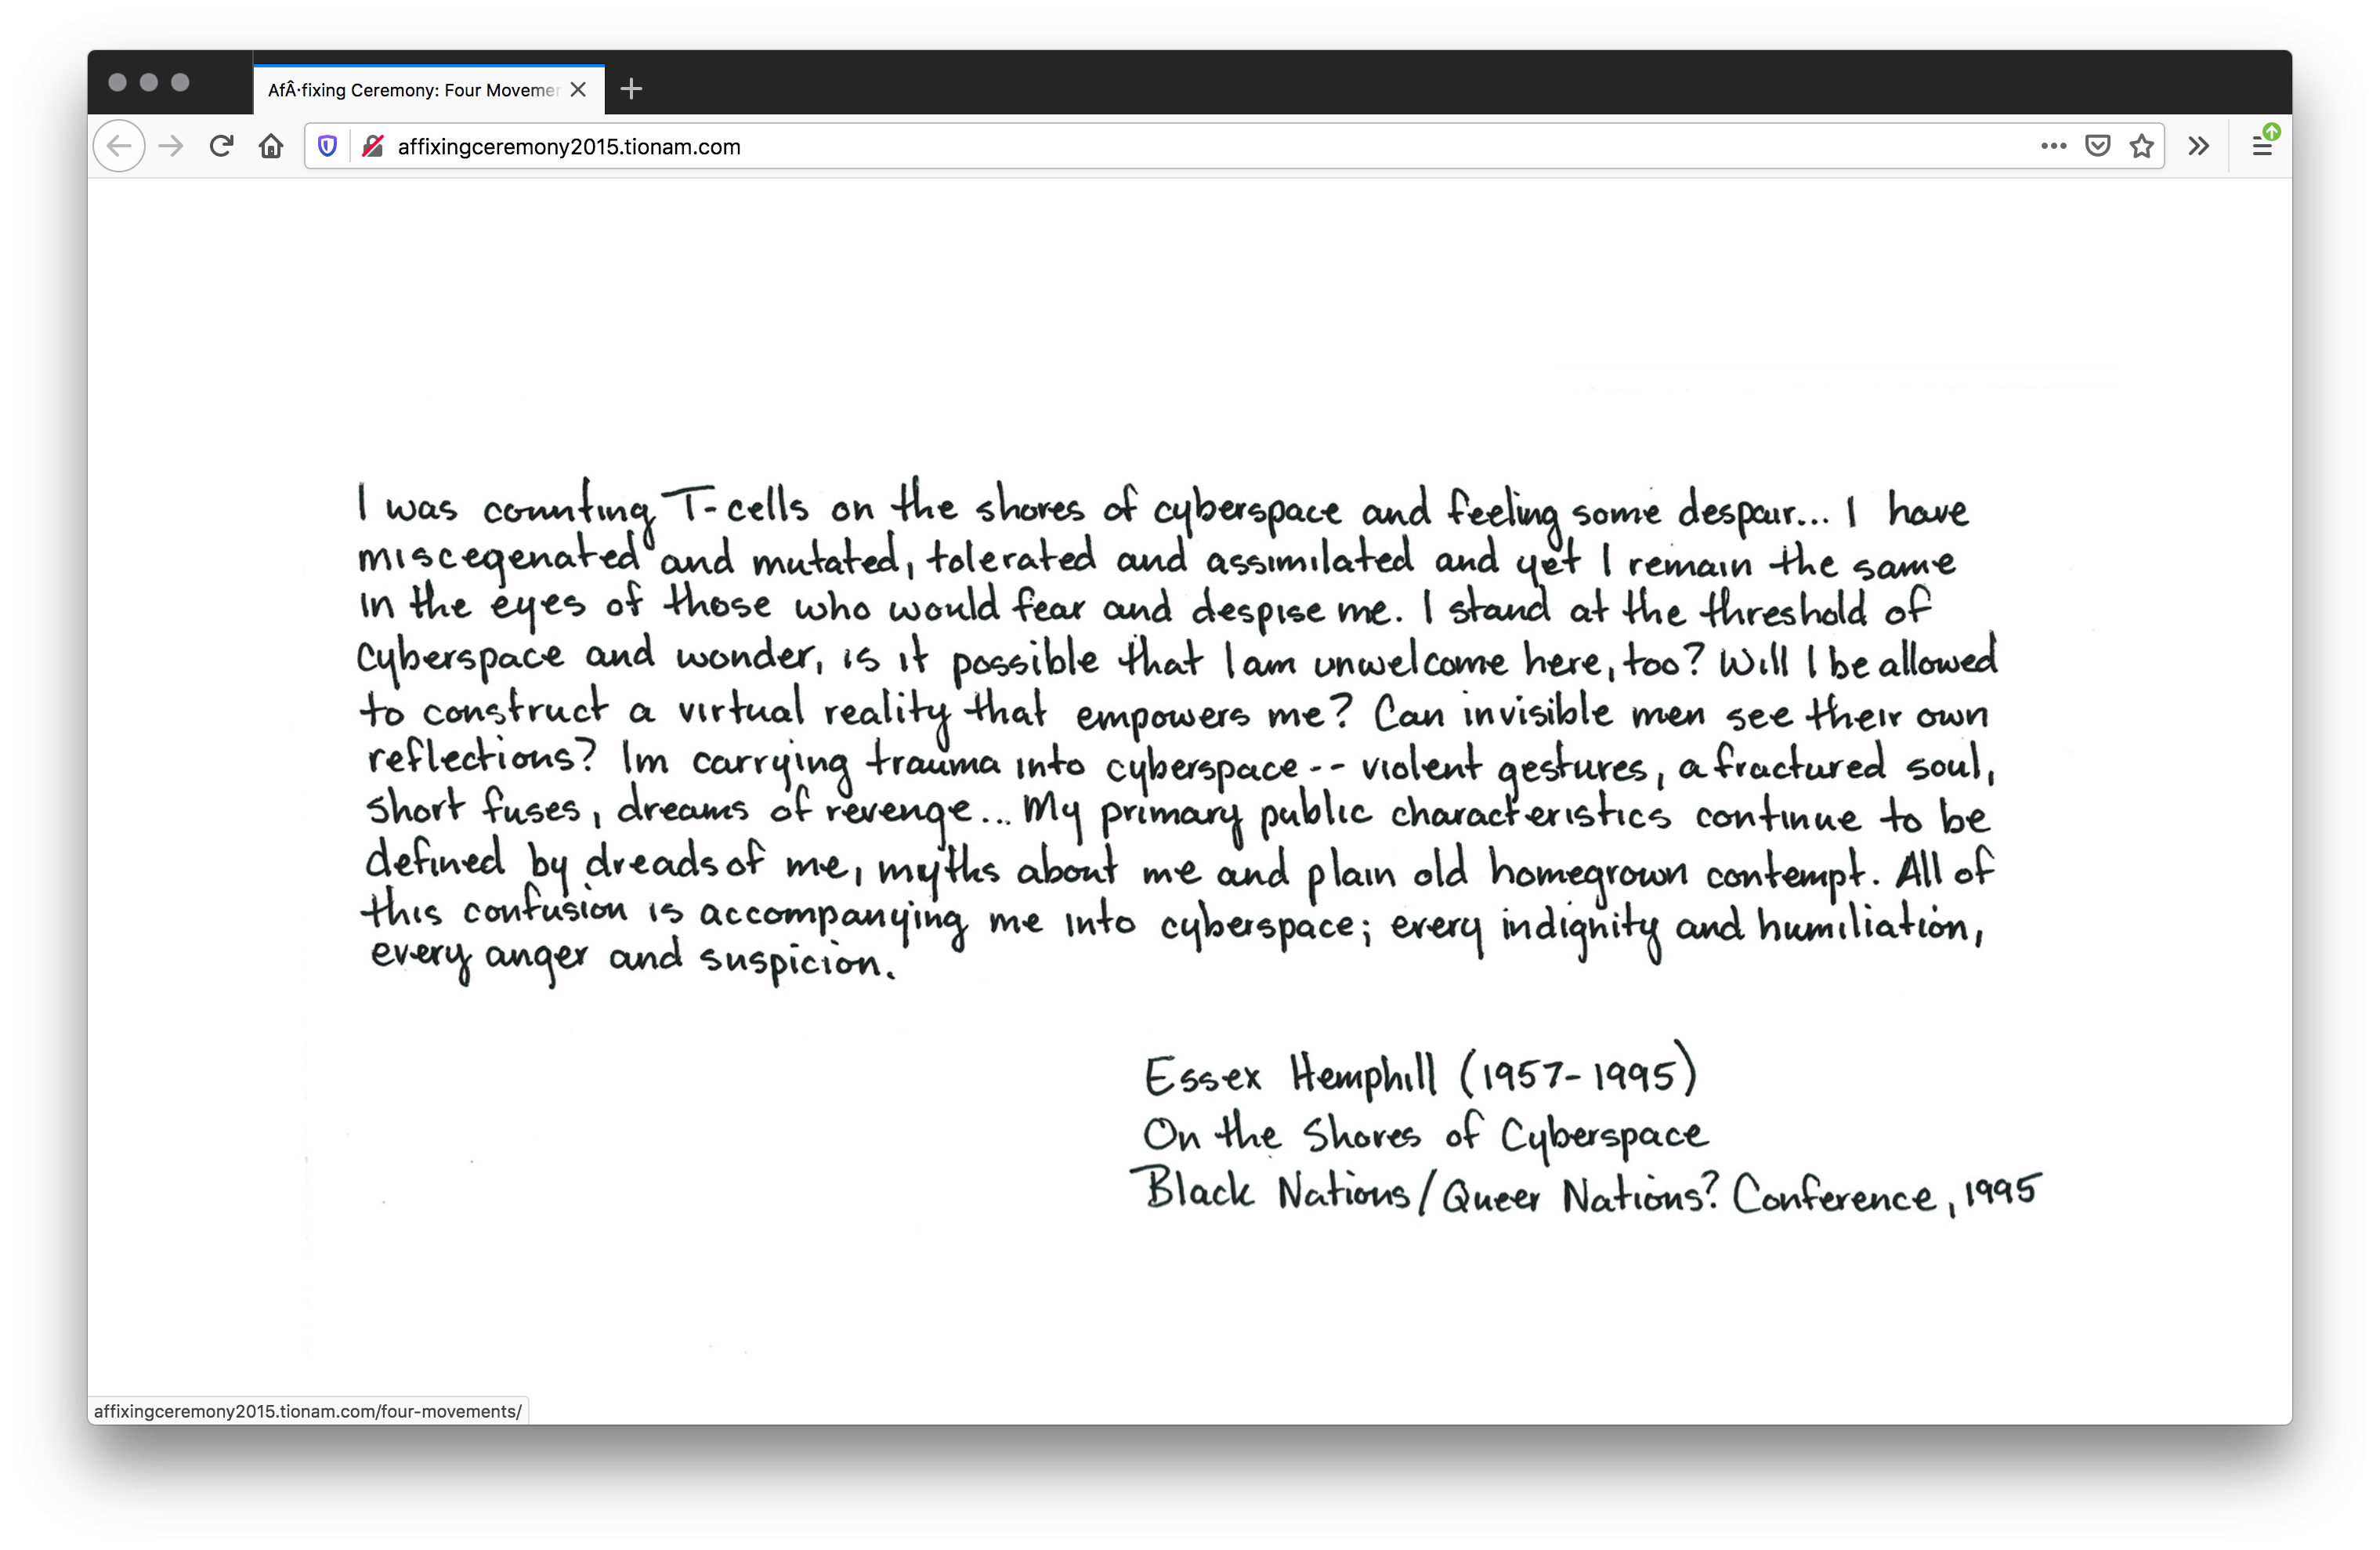 AfÂ·fixing Ceremony: Four Movemen
affixingceremony2015.tionam.com
I was counting T-cells on the shores of cyberspace and feeling some despair... I have
miscegenated and mutated, tolerated and assimilated and yet I remain the same
in the eyes of those who would fear and despise me. I stand at the threshold of
cyberspace and wonder, is it possible that I am unwelcome here, too? Will I be allowed
to construct a virtual reality that empowers me? Can invisible men see their own
reflections? Im carrying trauma into cyberspace-- violent gestures, a fractured soul,
short fuses, dreams of revenge... My primary public characteristics continue to be
defined by dreads of me, myths about me and plain old homegrown contempt. All of
this confusion is accompanying me into cyberspace; every indignity and humiliation,
every anger and suspicion.
Essex Hemphill (1957-1995)
On the Shores of Cyberspace
Black Nations/Queer Nations? Conference, 1995
affixingceremony2015.tionam.com/four-movements/